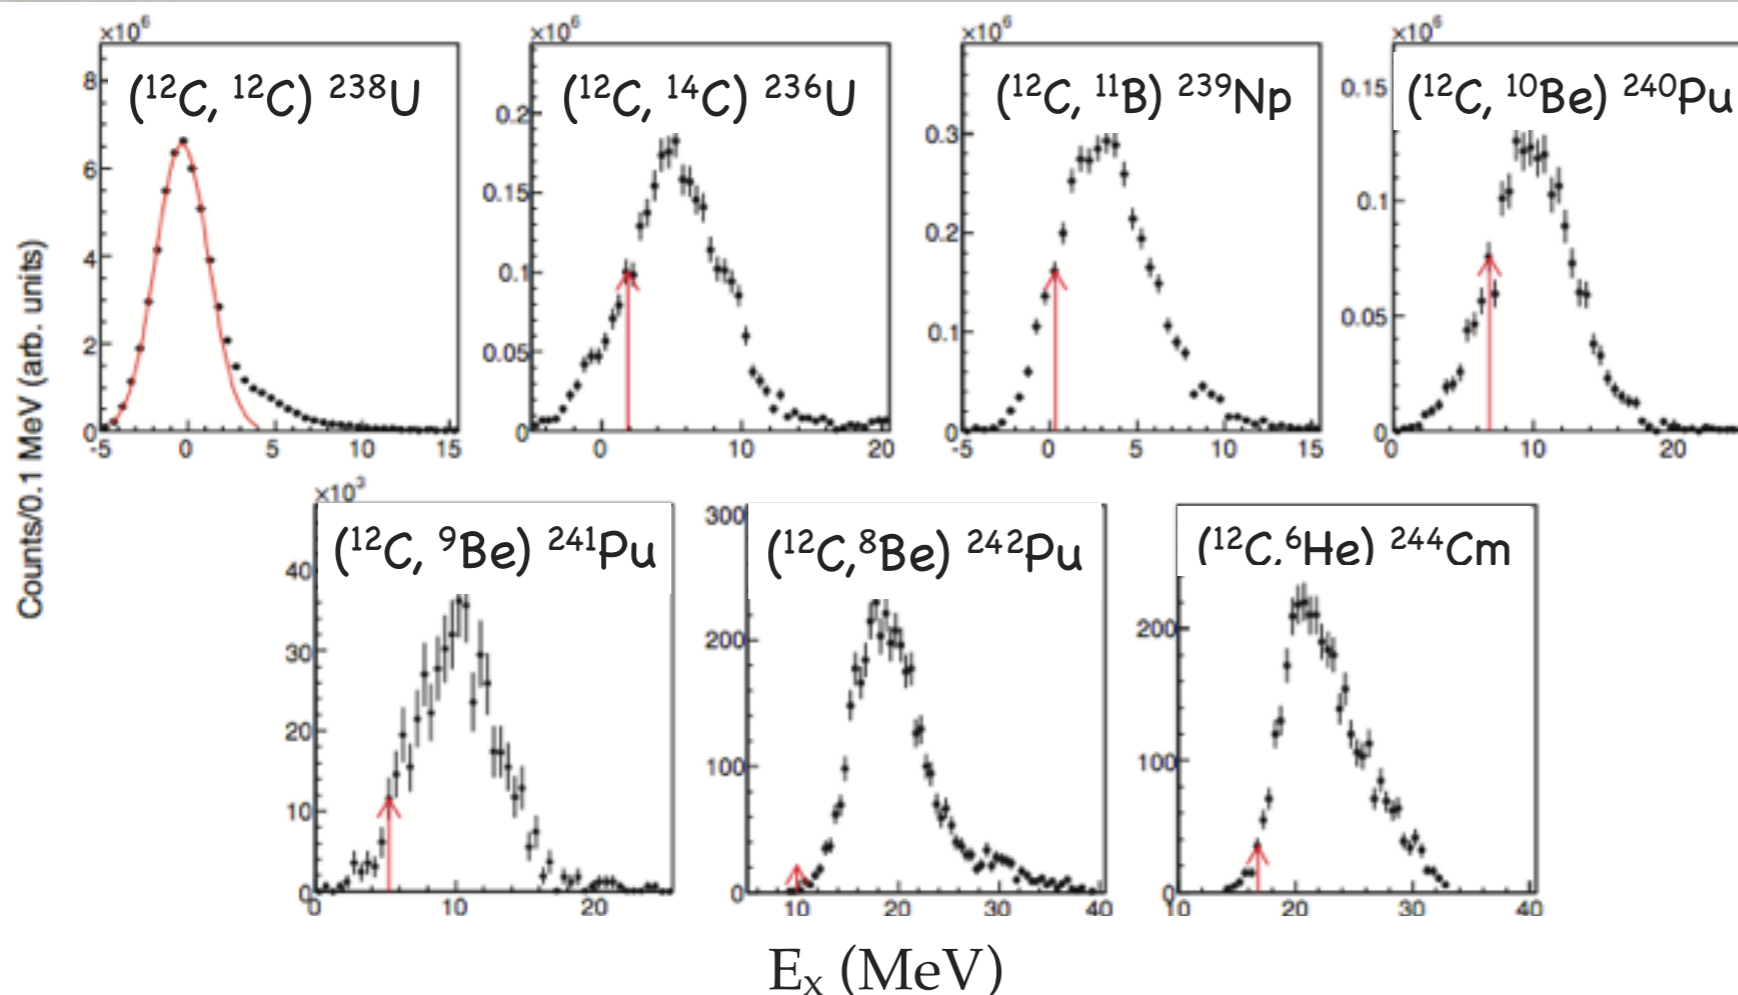 ×10⁶ ×10⁶ ×10⁶ ×10⁶
(¹²C, ¹²C) ²³⁸U
8
6
4
2
0
-5 0 5 10 15
(¹²C, ¹⁴C) ²³⁶U
0.2
0.15
0.1
0.05
0
0 10 20
(¹²C, ¹¹B) ²³⁹Np
0.3
0.2
0.1
0
-5 0 5 10 15
(¹²C, ¹⁰Be) ²⁴⁰Pu
0.15
0.1
0.05
0
0 10 20
Counts/0.1 MeV (arb. units)
×10³
(¹²C, ⁹Be) ²⁴¹Pu
40
30
20
10
0
0 10 20
(¹²C,⁸Be) ²⁴²Pu
300
200
100
0
10 20 30 40
(¹²C,⁶He) ²⁴⁴Cm
200
100
0
10 20 30 40
Eₓ (MeV)